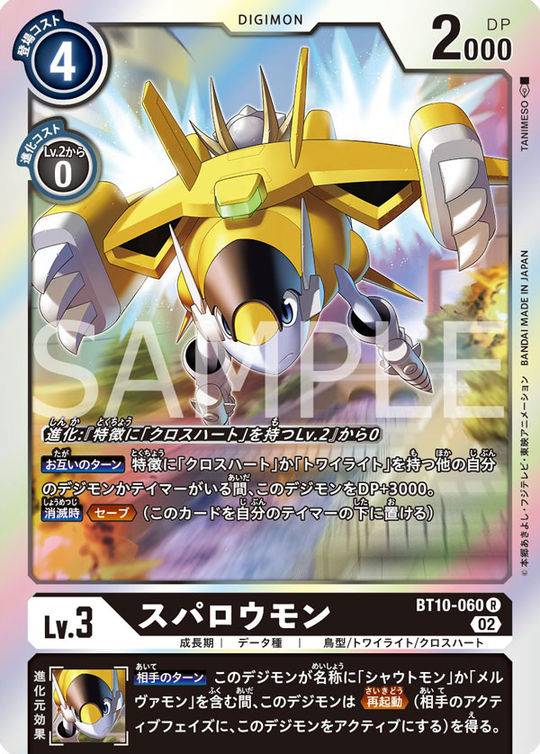 登場コスト
4
DIGIMON
2000
DP
進化コスト
Lv.2から
0
TANIMESO
BANDAI MADE IN JAPAN
© 本郷あきよし・フジテレビ・東映アニメーション
SAMPLE
進化:『特徴に「クロスハート」を持つLv.2』から0
お互いのターン 特徴に「クロスハート」か「トワイライト」を持つ他の自分
のデジモンかテイマーがいる間、このデジモンをDP+3000。
消滅時 セーブ (このカードを自分のテイマーの下に置ける)
Lv.3
スパロウモン
BT10-060 R
02
成長期 | データ種 | 鳥型/トワイライト/クロスハート
進化元効果
相手のターン このデジモンが名称に「シャウトモン」か「メル
ヴァモン」を含む間、このデジモンは 再起動 (相手のアクテ
ィブフェイズに、このデジモンをアクティブにする)を得る。